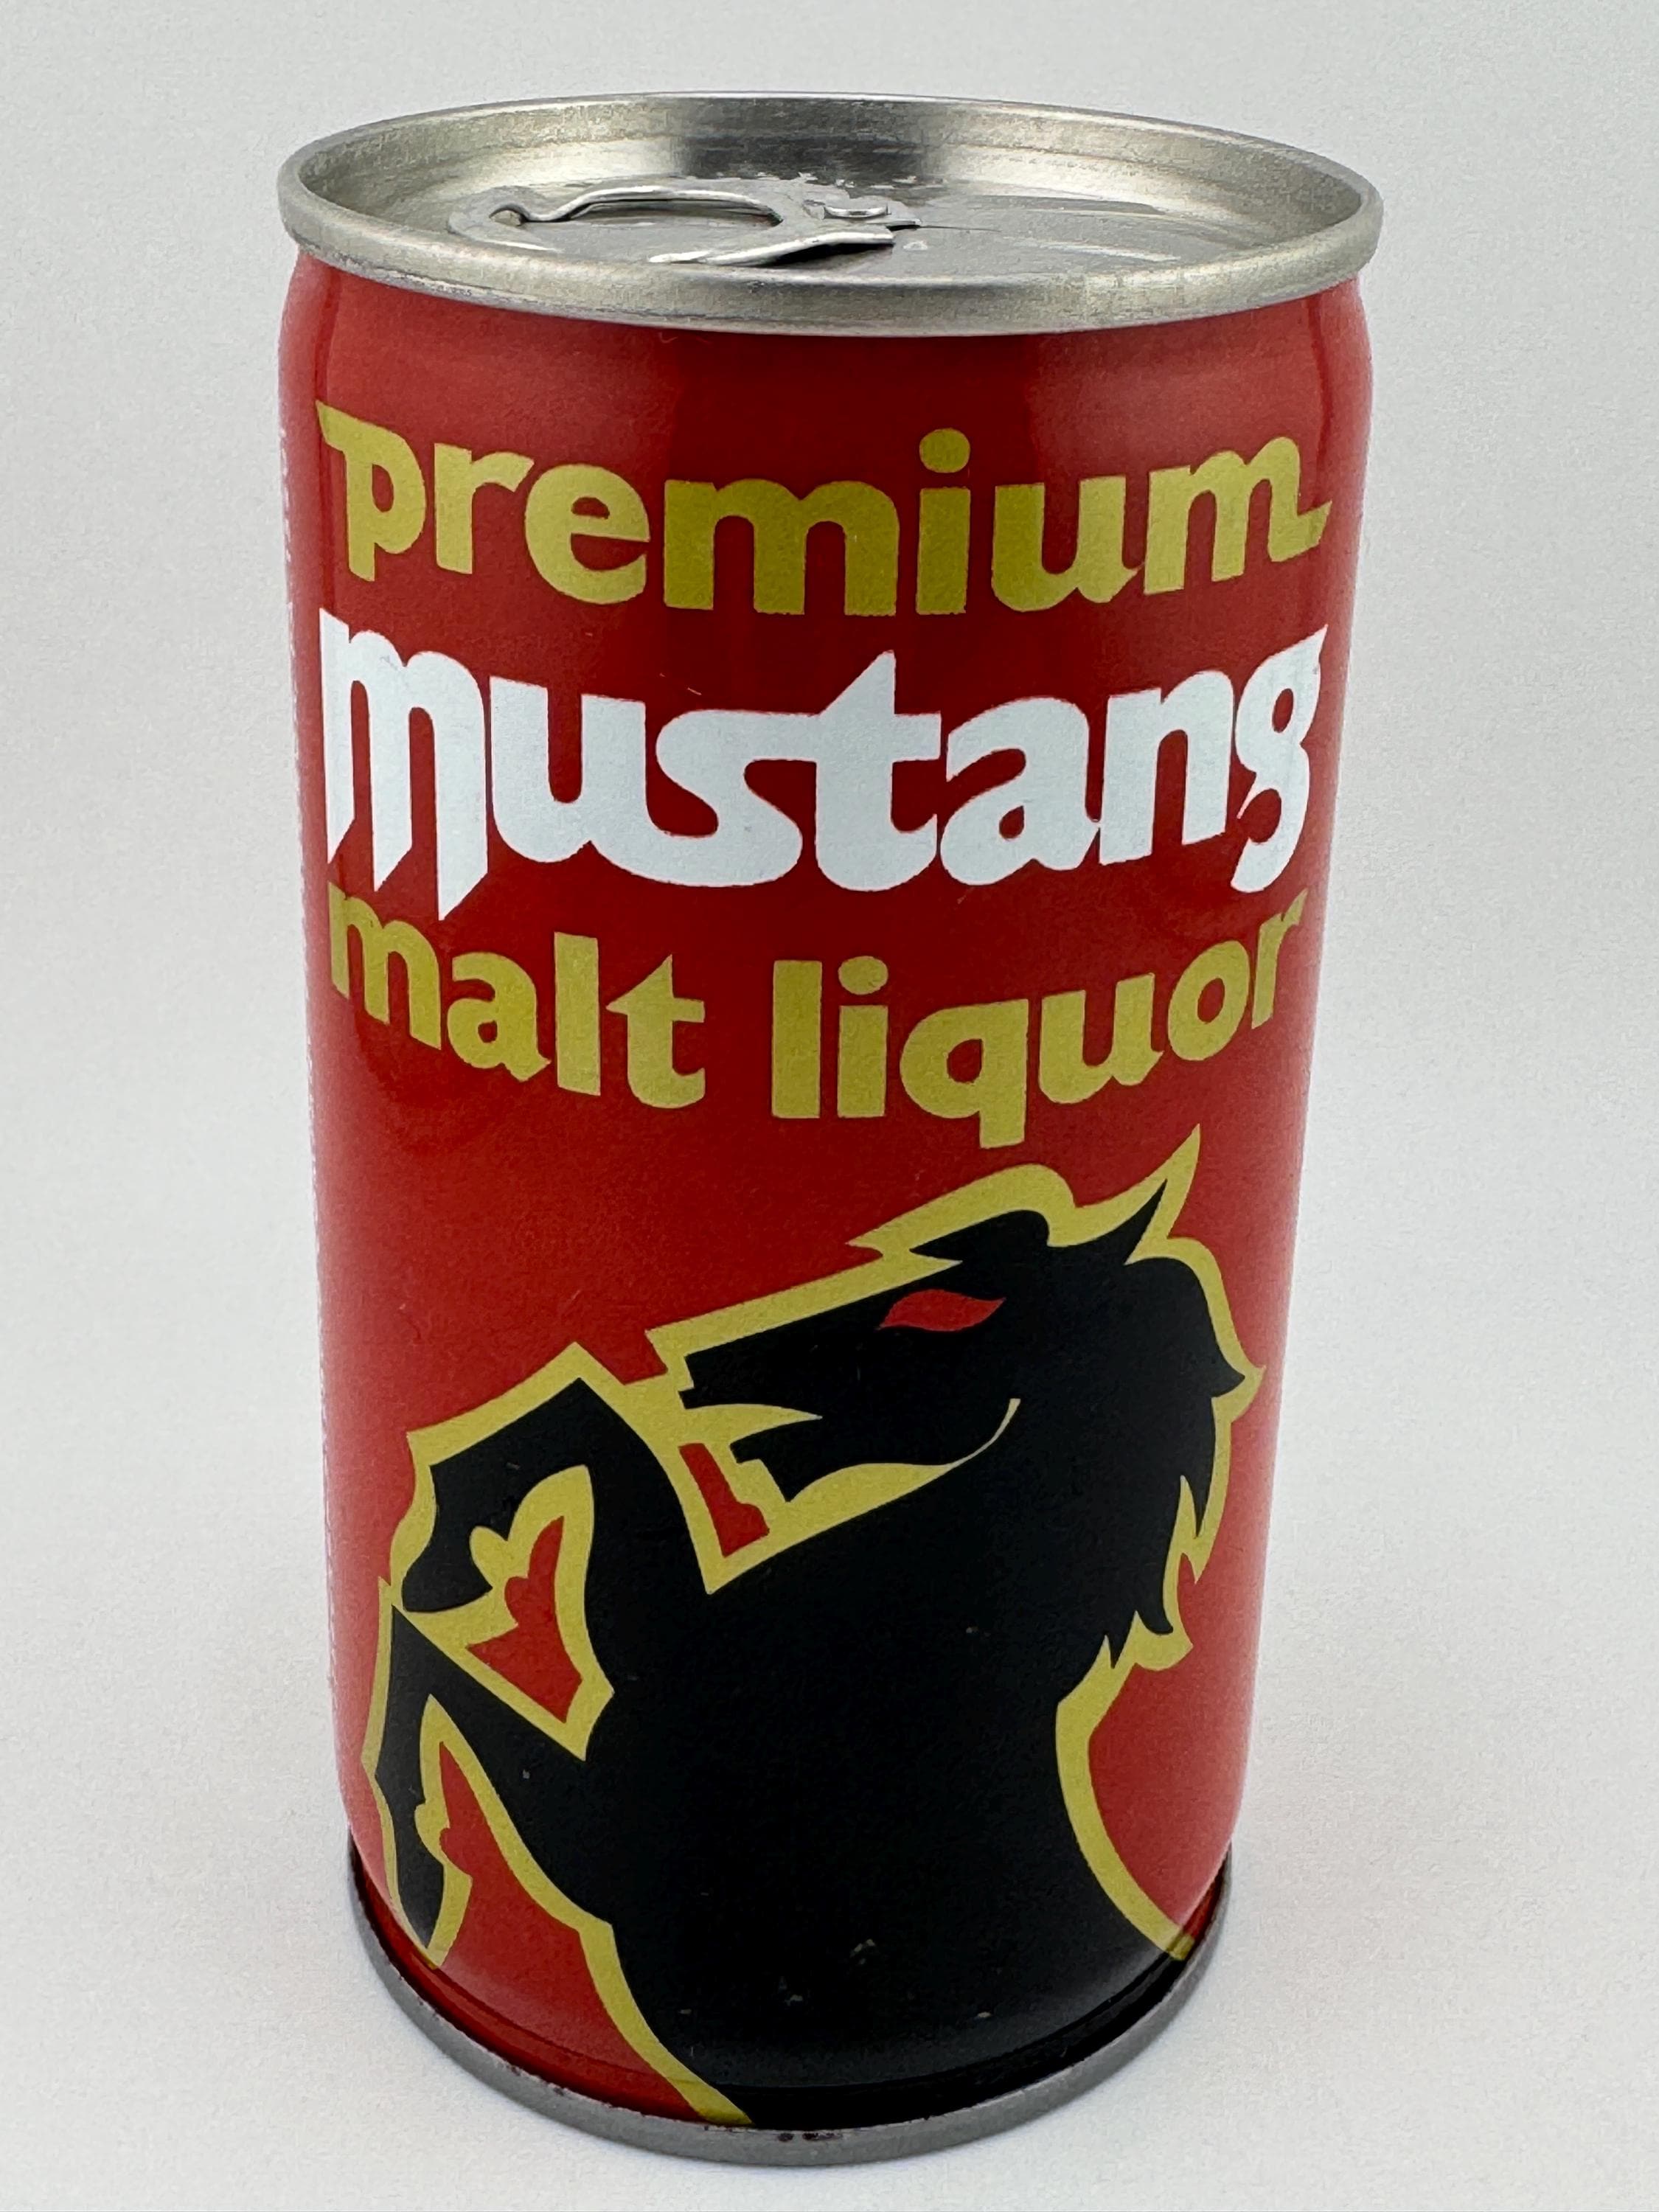 premium
mustang
malt liquor